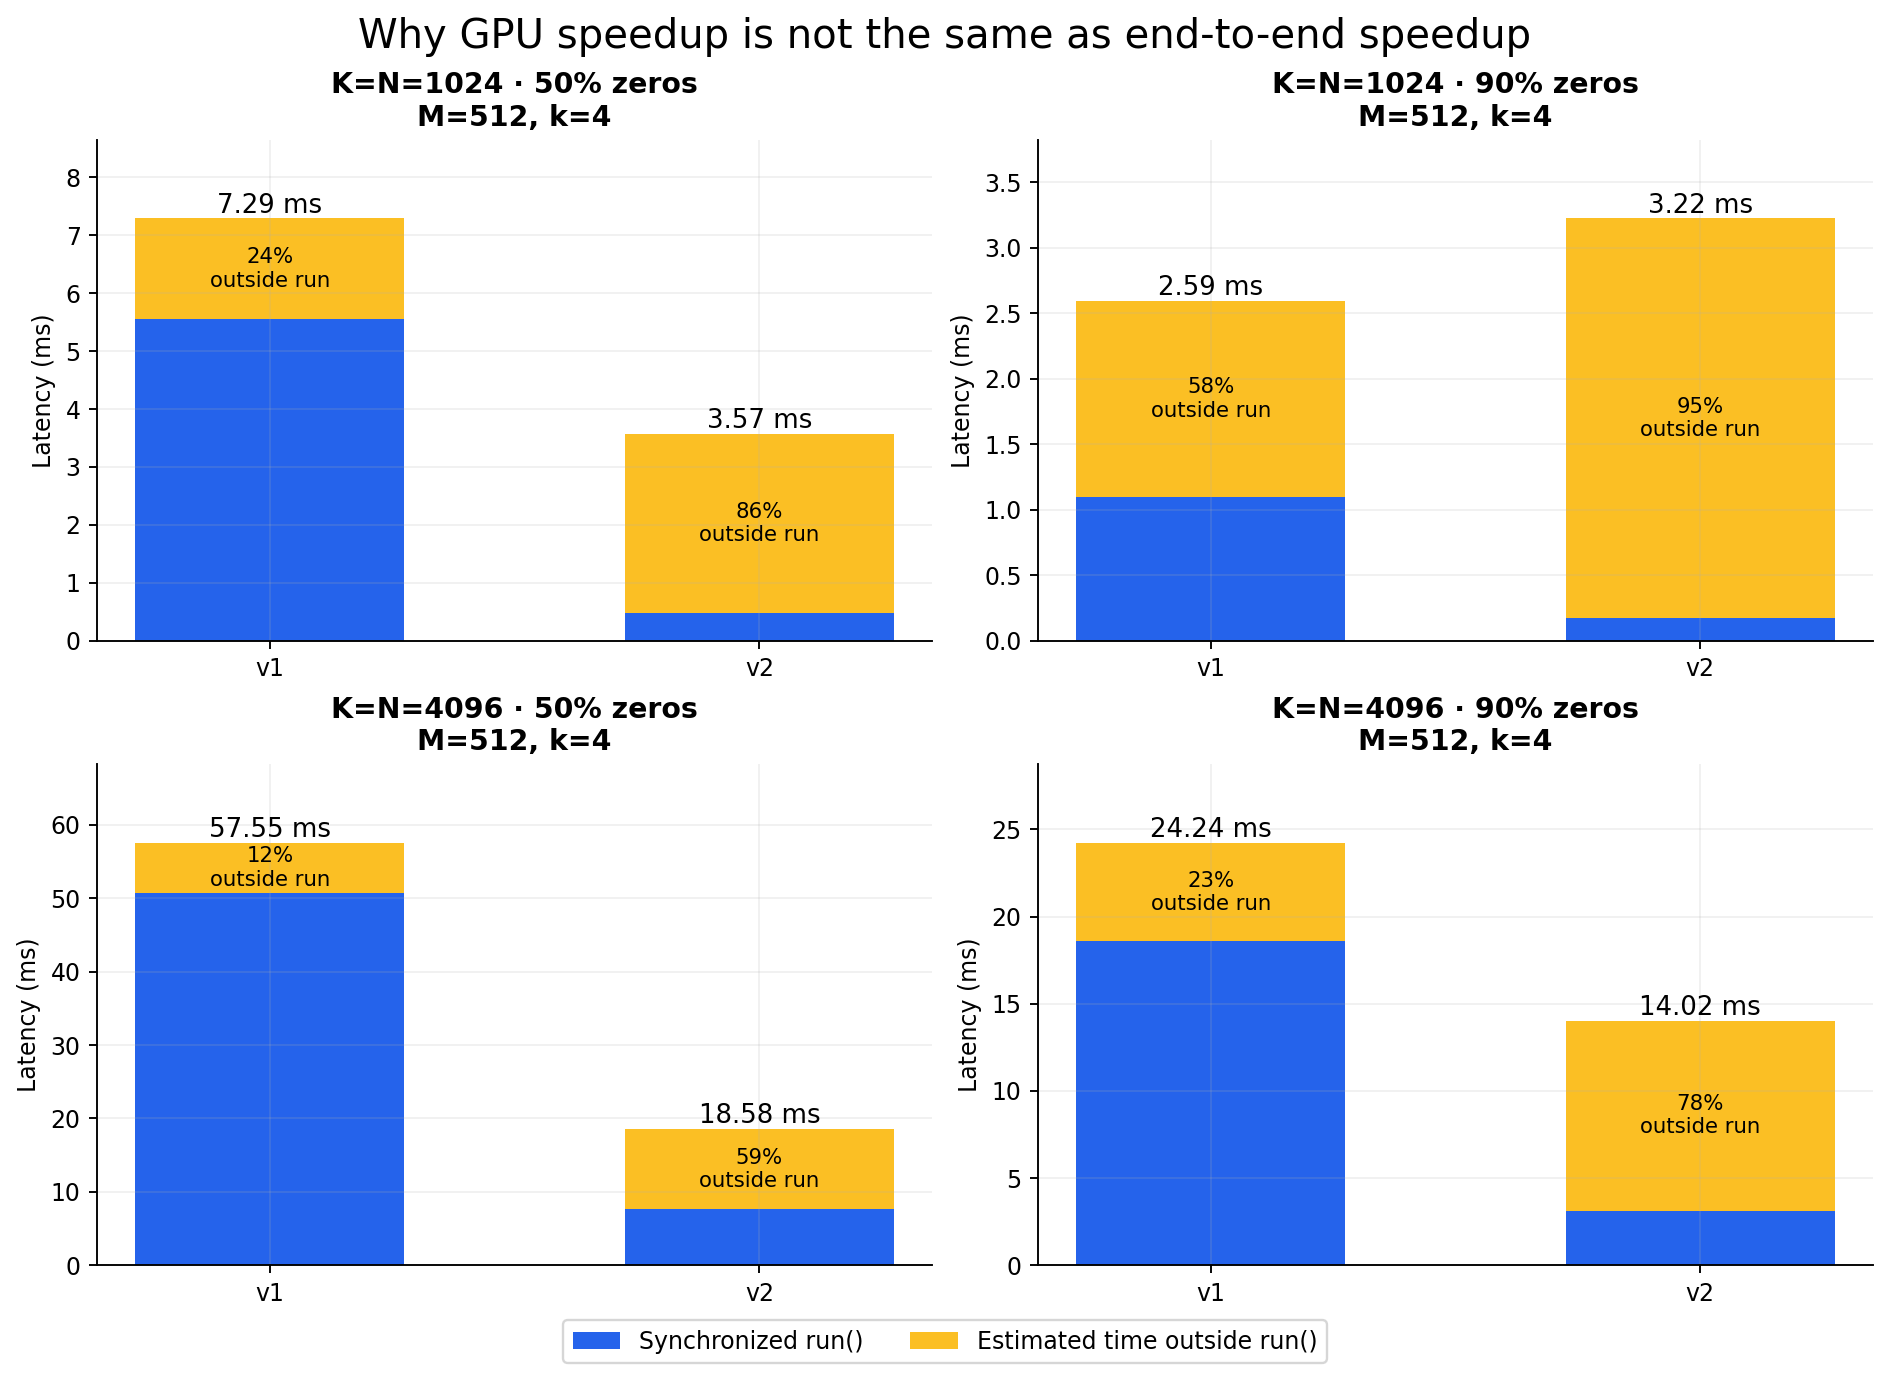 Why GPU speedup is not the same as end-to-end speedup
K=N=1024 · 50% zeros
M=512, k=4
Latency (ms)
8
7
6
5
4
3
2
1
0
7.29 ms
24%
outside run
3.57 ms
86%
outside run
v1
v2
K=N=1024 · 90% zeros
M=512, k=4
Latency (ms)
3.5
3.0
2.5
2.0
1.5
1.0
0.5
0.0
2.59 ms
58%
outside run
3.22 ms
95%
outside run
v1
v2
K=N=4096 · 50% zeros
M=512, k=4
Latency (ms)
60
50
40
30
20
10
0
57.55 ms
12%
outside run
18.58 ms
59%
outside run
v1
v2
K=N=4096 · 90% zeros
M=512, k=4
Latency (ms)
25
20
15
10
5
0
24.24 ms
23%
outside run
14.02 ms
78%
outside run
v1
v2
Synchronized run()
Estimated time outside run()